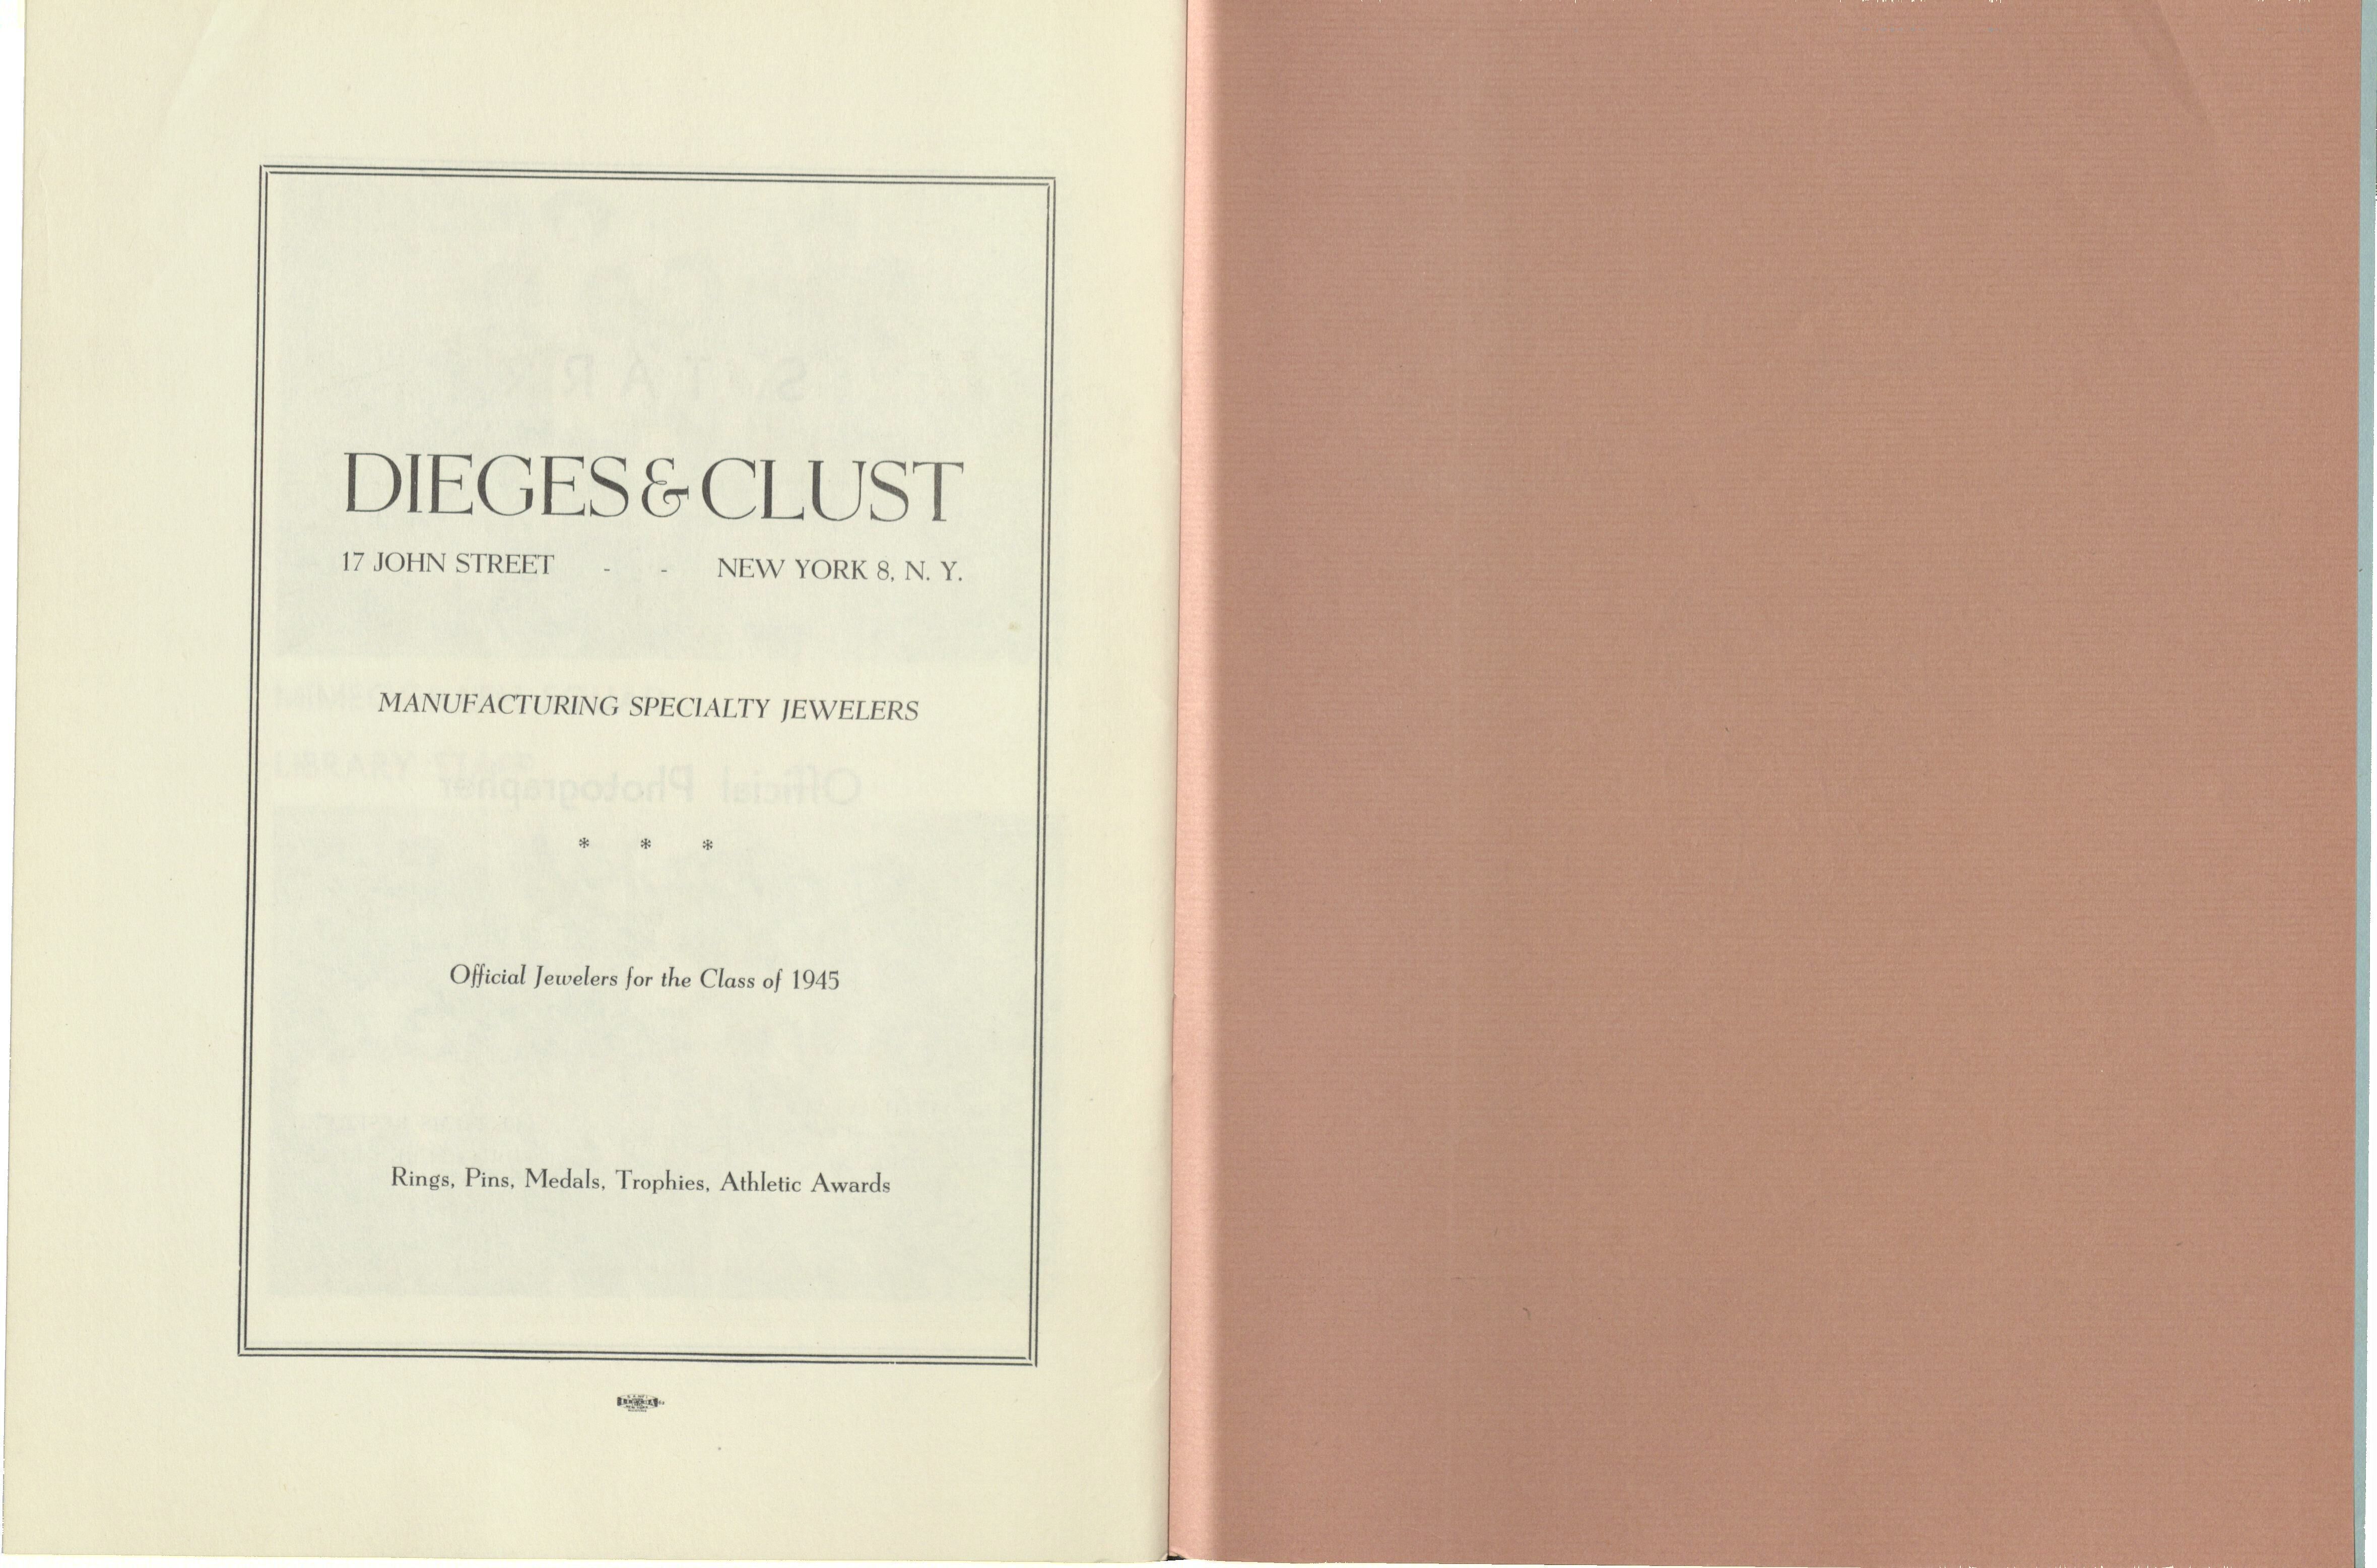 DIEGES & CLUST
17 JOHN STREET - - NEW YORK 8, N. Y.
MANUFACTURING SPECIALTY JEWELERS
* * *
Official Jewelers for the Class of 1945
Rings, Pins, Medals, Trophies, Athletic Awards